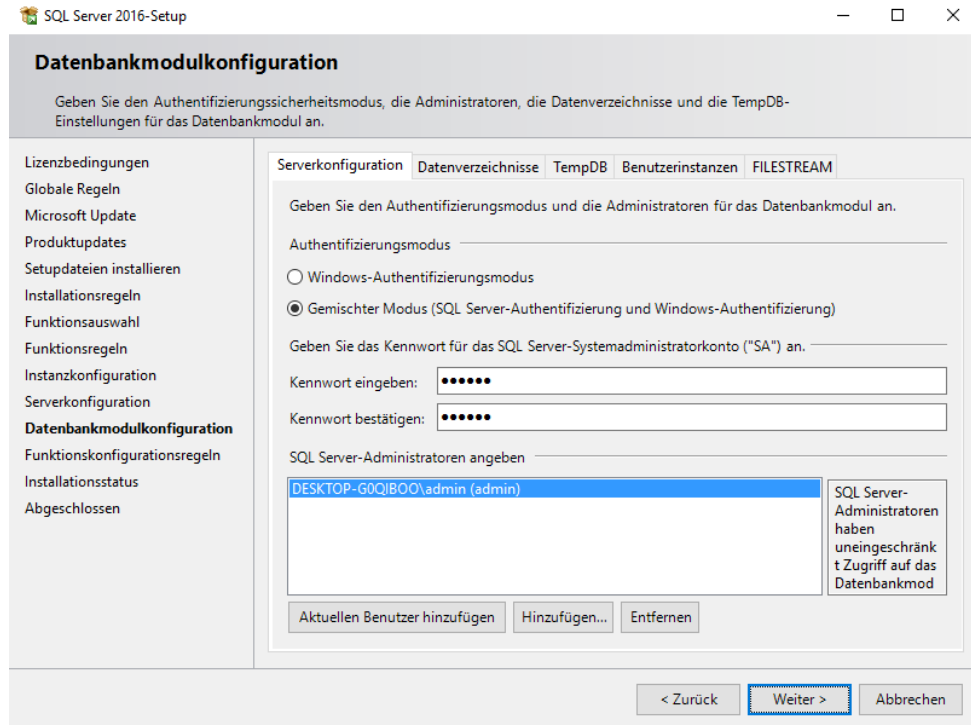 SQL Server 2016-Setup
Datenbankmodulkonfiguration
Geben Sie den Authentifizierungssicherheitsmodus, die Administratoren, die Datenverzeichnisse und die TempDB-
Einstellungen für das Datenbankmodul an.
Lizenzbedingungen
Globale Regeln
Microsoft Update
Produktupdates
Setupdateien installieren
Installationsregeln
Funktionsauswahl
Funktionsregeln
Instanzkonfiguration
Serverkonfiguration
Datenbankmodulkonfiguration
Funktionskonfigurationsregeln
Installationsstatus
Abgeschlossen
Serverkonfiguration Datenverzeichnisse TempDB Benutzerinstanzen FILESTREAM
Geben Sie den Authentifizierungsmodus und die Administratoren für das Datenbankmodul an.
Authentifizierungsmodus
Windows-Authentifizierungsmodus
Gemischter Modus (SQL Server-Authentifizierung und Windows-Authentifizierung)
Geben Sie das Kennwort für das SQL Server-Systemadministratorkonto ("SA") an.
Kennwort eingeben: ●●●●●●
Kennwort bestätigen: ●●●●●●
SQL Server-Administratoren angeben
DESKTOP-G0QIBOO\admin (admin)
SQL Server-
Administratoren
haben
uneingeschränk
t Zugriff auf das
Datenbankmod
Aktuellen Benutzer hinzufügen Hinzufügen... Entfernen
< Zurück Weiter > Abbrechen